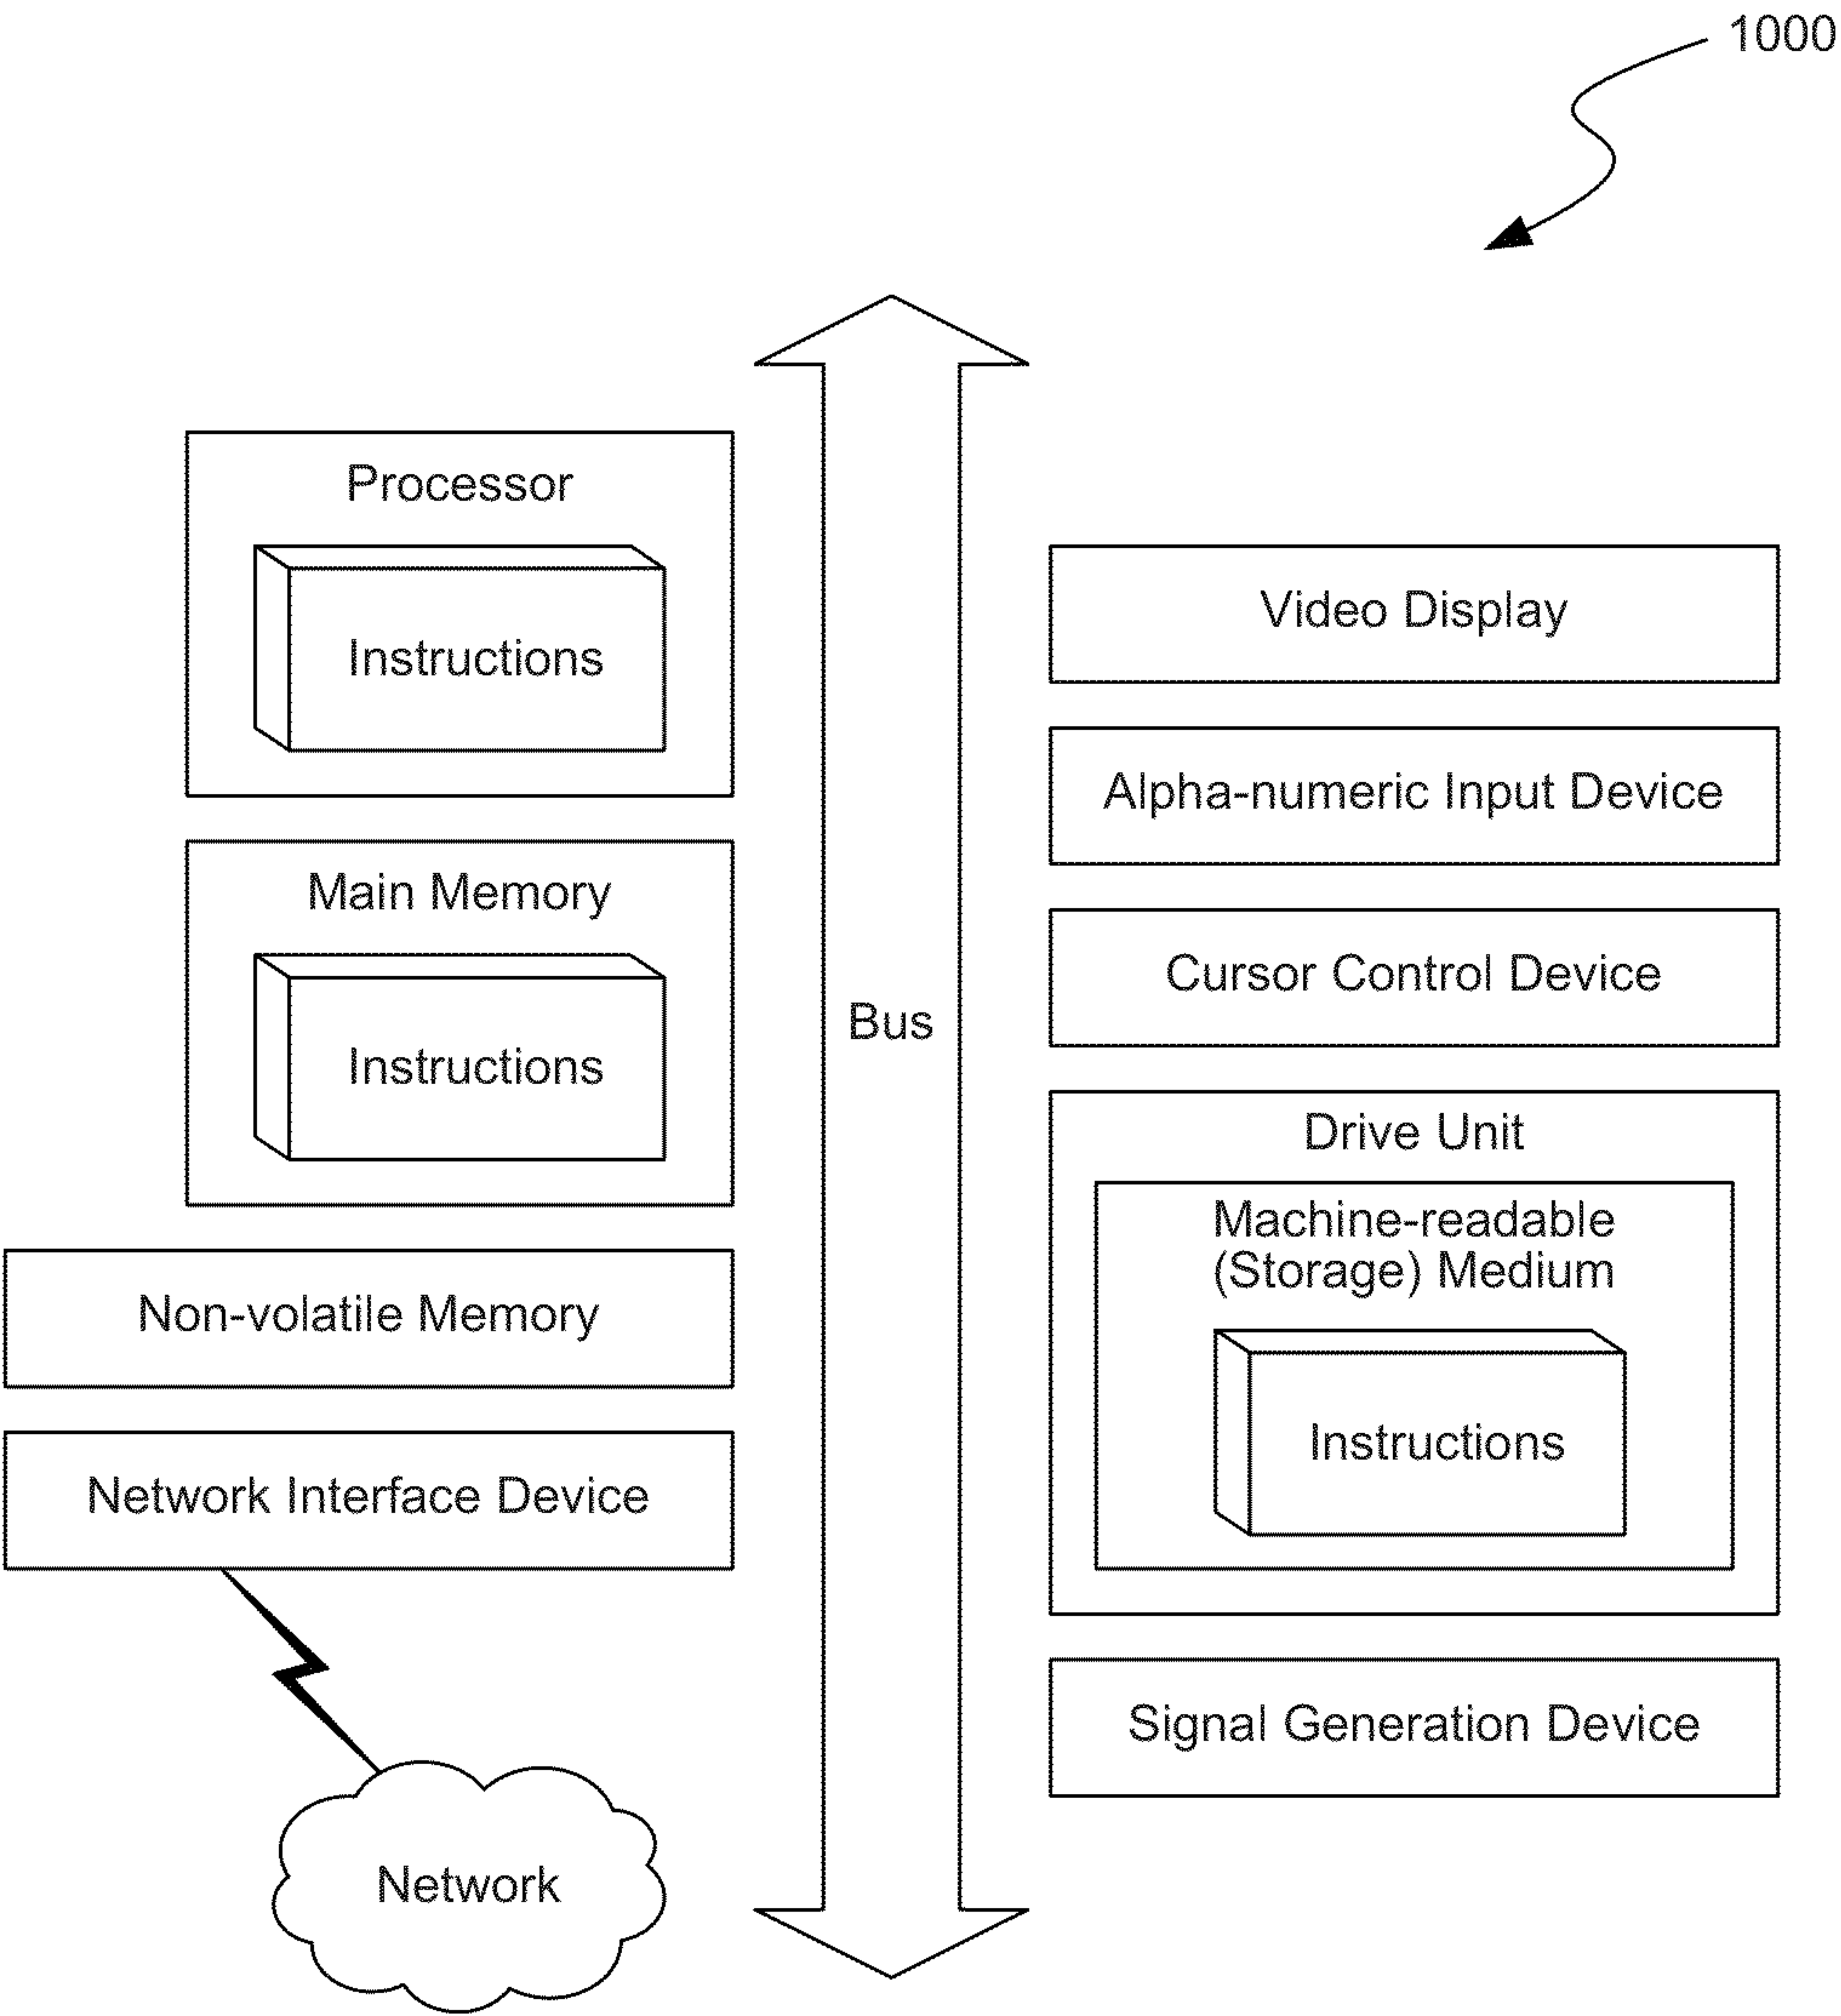 1000
Processor
Instructions
Main Memory
Instructions
Non-volatile Memory
Network Interface Device
Network
Bus
Video Display
Alpha-numeric Input Device
Cursor Control Device
Drive Unit
Machine-readable
(Storage) Medium
Instructions
Signal Generation Device